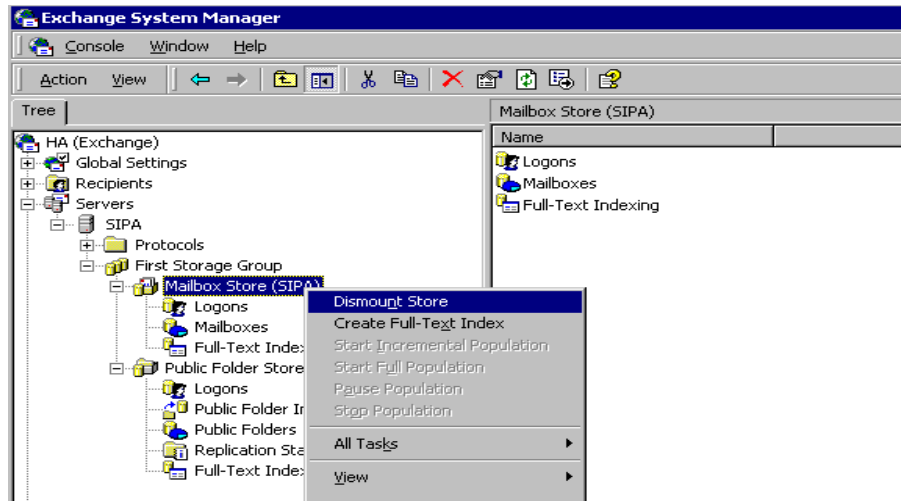 Exchange System Manager
Console Window Help
Action View
Tree
Mailbox Store (SIPA)
HA (Exchange)
Global Settings
Recipients
Servers
SIPA
Protocols
First Storage Group
Mailbox Store (SIPA)
Logons
Mailboxes
Full-Text Index
Public Folder Store
Logons
Public Folder In
Public Folders
Replication Sta
Full-Text Index
Name
Logons
Mailboxes
Full-Text Indexing
Dismount Store
Create Full-Text Index
Start Incremental Population
Start Full Population
Pause Population
Stop Population
All Tasks
View